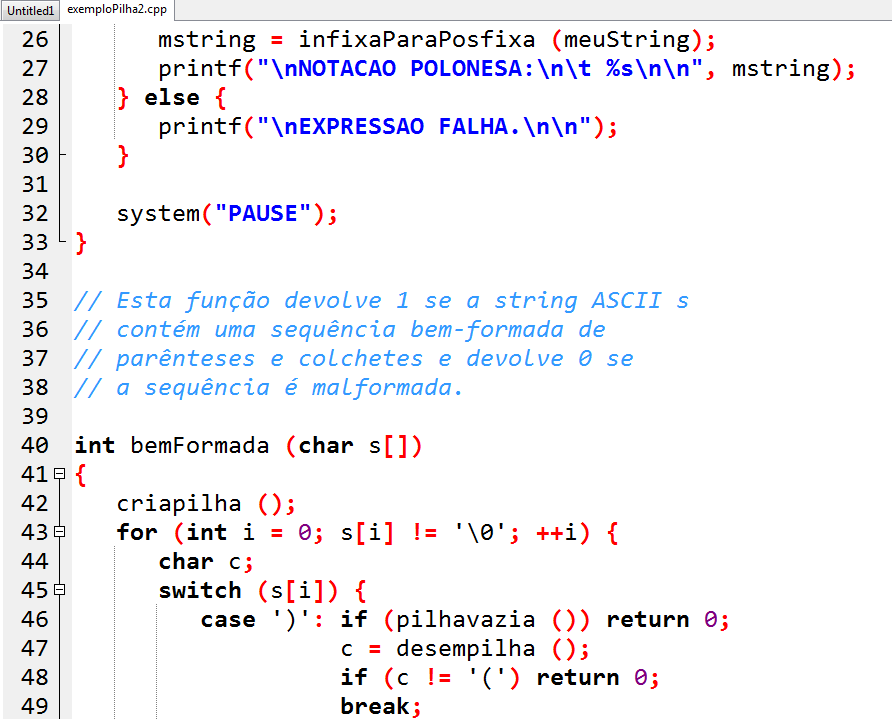 Untitled1 exemploPilha2.cpp
26 mstring = infixaParaPosfixa (meuString);
27 printf("\nNOTACAO POLONESA:\n\t %s\n\n", mstring);
28 } else {
29 printf("\nEXPRESSAO FALHA.\n\n");
30 }
31
32 system("PAUSE");
33 }
34
35 // Esta função devolve 1 se a string ASCII s
36 // contém uma sequência bem-formada de
37 // parênteses e colchetes e devolve 0 se
38 // a sequência é malformada.
39
40 int bemFormada (char s[])
41 {
42 criapilha ();
43 for (int i = 0; s[i] != '\0'; ++i) {
44 char c;
45 switch (s[i]) {
46 case ')': if (pilhavazia ()) return 0;
47 c = desempilha ();
48 if (c != '(') return 0;
49 break;